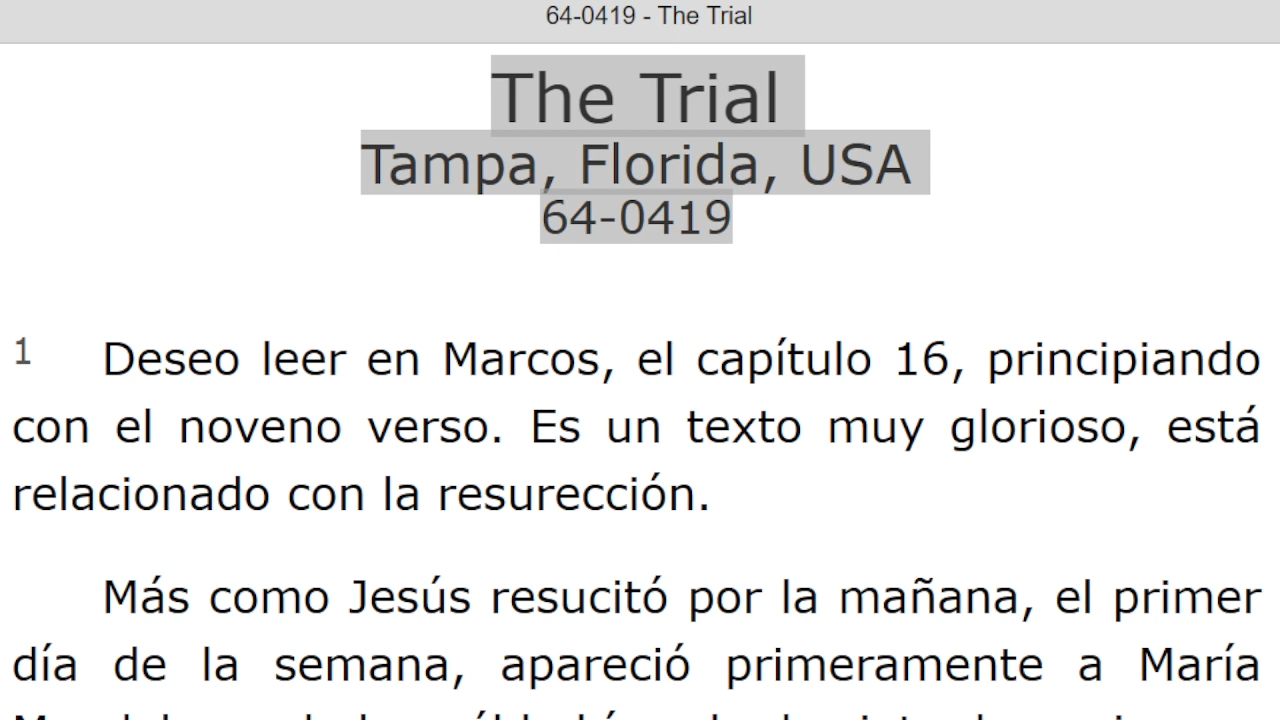 64-0419 - The Trial
The Trial
Tampa, Florida, USA
64-0419
1 Deseo leer en Marcos, el capítulo 16, principiando
con el noveno verso. Es un texto muy glorioso, está
relacionado con la resurección.
Más como Jesús resucitó por la mañana, el primer
día de la semana, apareció primeramente a María